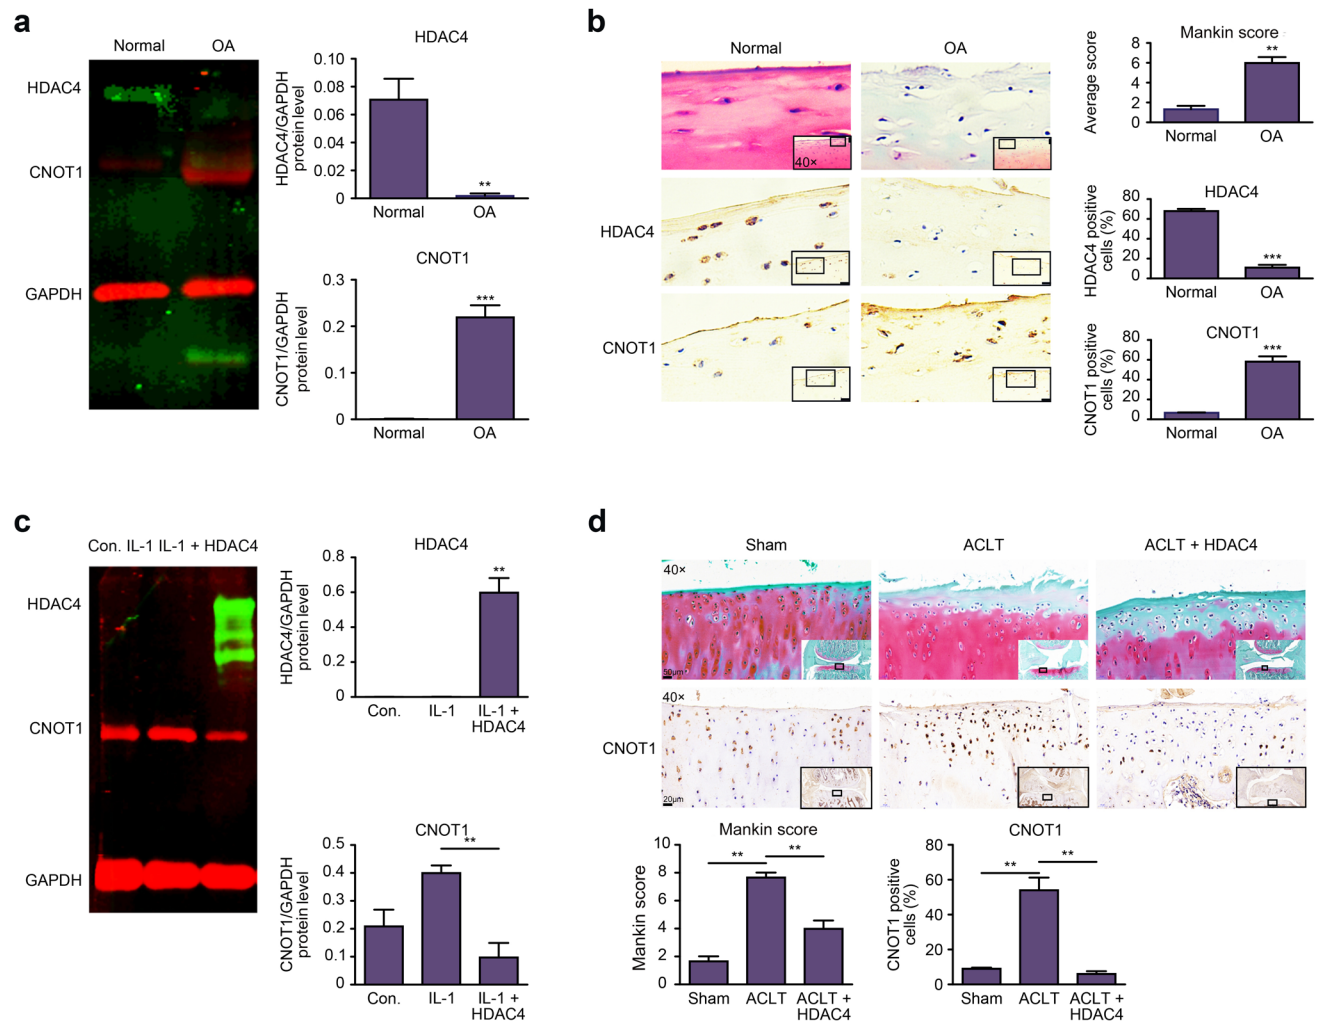 a
Normal OA
HDAC4
CNOT1
GAPDH
HDAC4
HDAC4/GAPDH
protein level
0.10
0.08
0.06
0.04
0.02
0
**
Normal OA
CNOT1
CNOT1/GAPDH
protein level
0.3
0.2
0.1
0
***
Normal OA
b
Normal OA
40×
HDAC4
CNOT1
Mankin score
Average score
8
6
4
2
0
**
Normal OA
HDAC4
HDAC4 positive
cells (%)
80
60
40
20
0
***
Normal OA
CNOT1
CNOT1 positive
cells (%)
80
60
40
20
0
***
Normal OA
c
Con. IL-1 IL-1 + HDAC4
HDAC4
CNOT1
GAPDH
HDAC4
HDAC4/GAPDH
protein level
0.8
0.6
0.4
0.2
0
**
Con. IL-1 IL-1 +
HDAC4
CNOT1
CNOT1/GAPDH
protein level
0.5
0.4
0.3
0.2
0.1
0
**
Con. IL-1 IL-1 +
HDAC4
d
Sham ACLT ACLT + HDAC4
40×
50μm
40×
CNOT1
20μm
Mankin score
Mankin score
10
8
6
4
2
0
** **
Sham ACLT ACLT +
HDAC4
CNOT1
CNOT1 positive
cells (%)
80
60
40
20
0
** **
Sham ACLT ACLT +
HDAC4